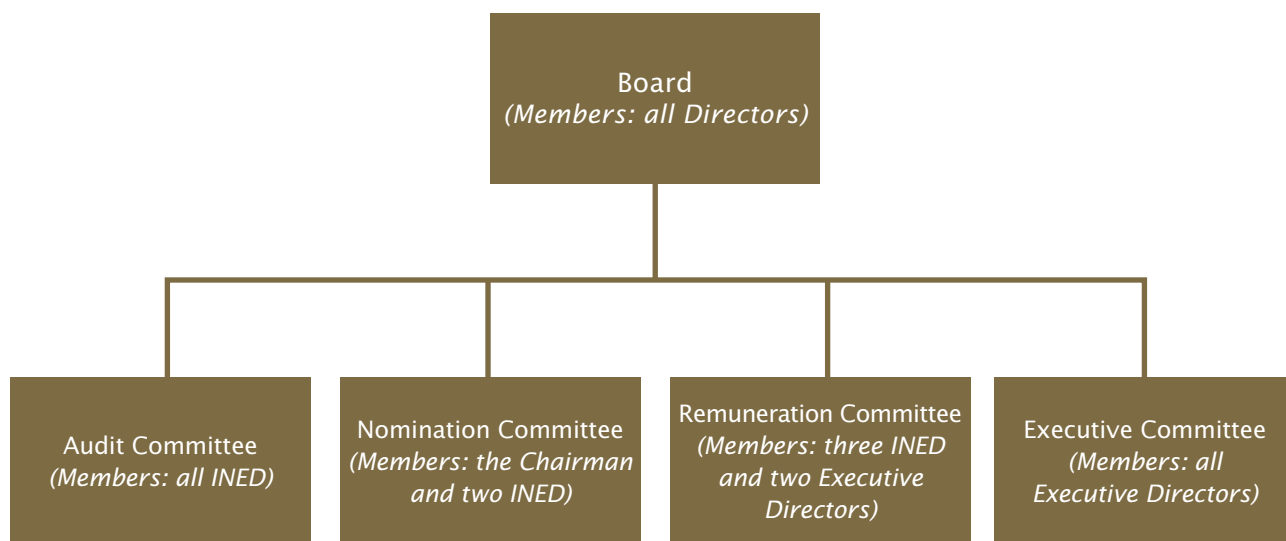 Board
(Members: all Directors)
Audit Committee
(Members: all INED)
Nomination Committee
(Members: the Chairman
and two INED)
Remuneration Committee
(Members: three INED
and two Executive
Directors)
Executive Committee
(Members: all
Executive Directors)